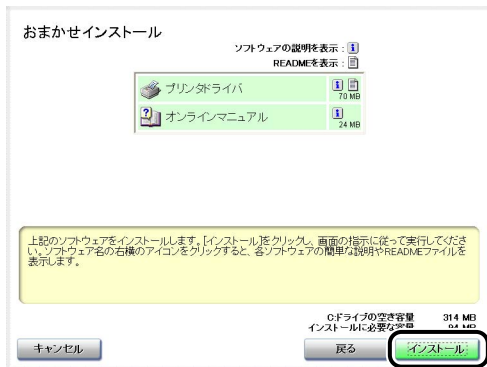 おまかせインストール
ソフトウェアの説明を表示：
READMEを表示：
プリンタドライバ
70 MB
オンラインマニュアル
24 MB
上記のソフトウェアをインストールします。[インストール]をクリックし、画面の指示に従って実行してくださ
い。ソフトウェア名の右横のアイコンをクリックすると、各ソフトウェアの簡単な説明やREADMEファイルを
表示します。
C:ドライブの空き容量 314 MB
インストールに必要な容量 94 MB
キャンセル
戻る
インストール